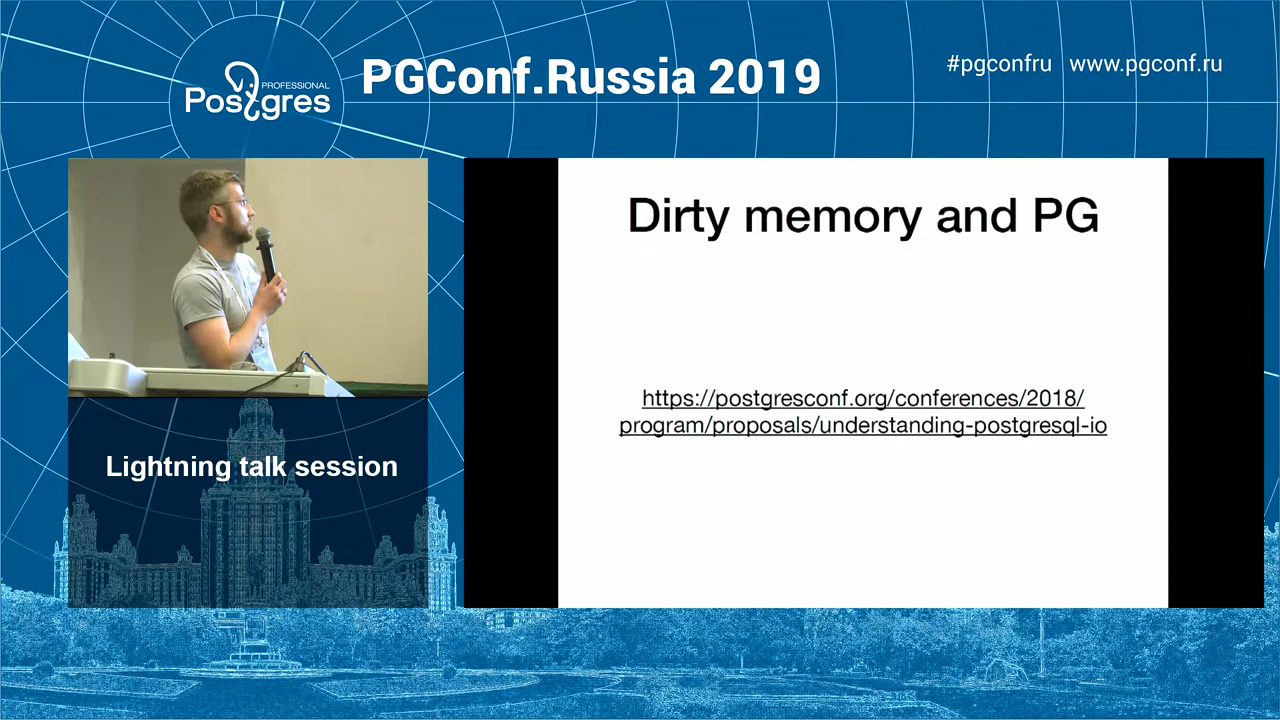 PROFESSIONAL
Postgres
PGConf.Russia 2019
#pgconfru www.pgconf.ru
Dirty memory and PG
https://postgresconf.org/conferences/2018/
program/proposals/understanding-postgresql-io
Lightning talk session